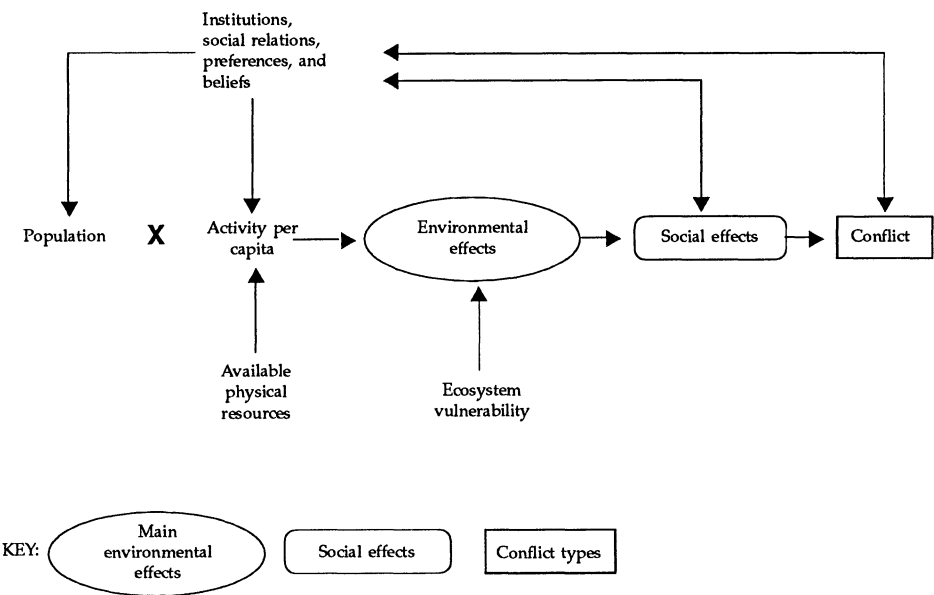 Institutions,
social relations,
preferences, and
beliefs
Population
X
Activity per
capita
Environmental
effects
Social effects
Conflict
Available
physical
resources
Ecosystem
vulnerability
KEY:
Main
environmental
effects
Social effects
Conflict types